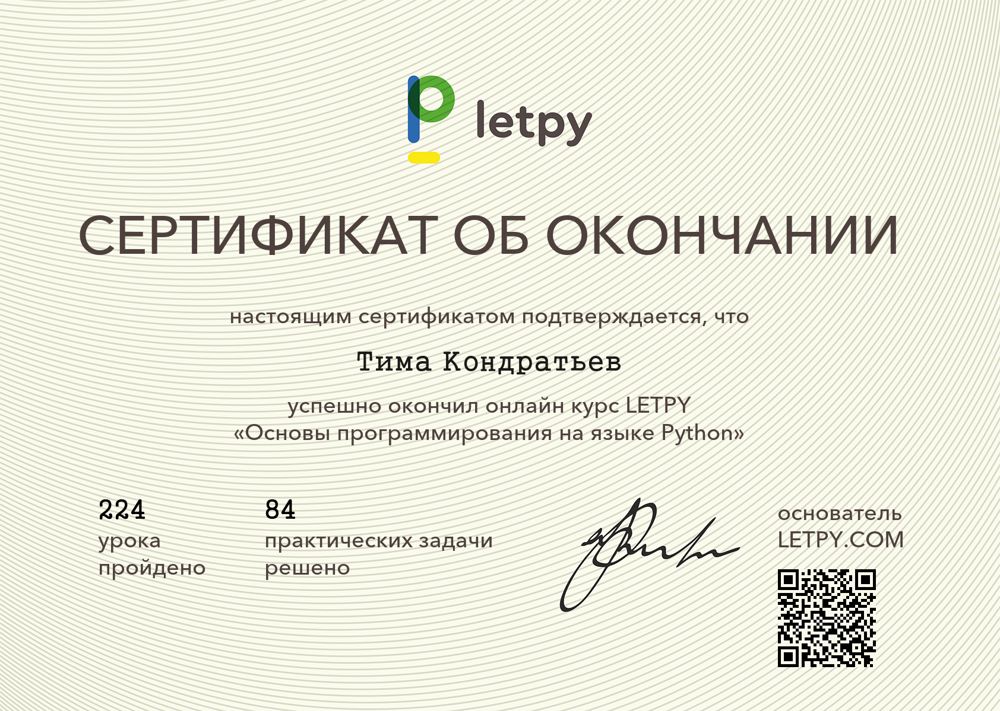 letpy
СЕРТИФИКАТ ОБ ОКОНЧАНИИ
настоящим сертификатом подтверждается, что
Тима Кондратьев
успешно окончил онлайн курс LETPY
«Основы программирования на языке Python»
224
урока
пройдено
84
практических задачи
решено
основатель
LETPY.COM